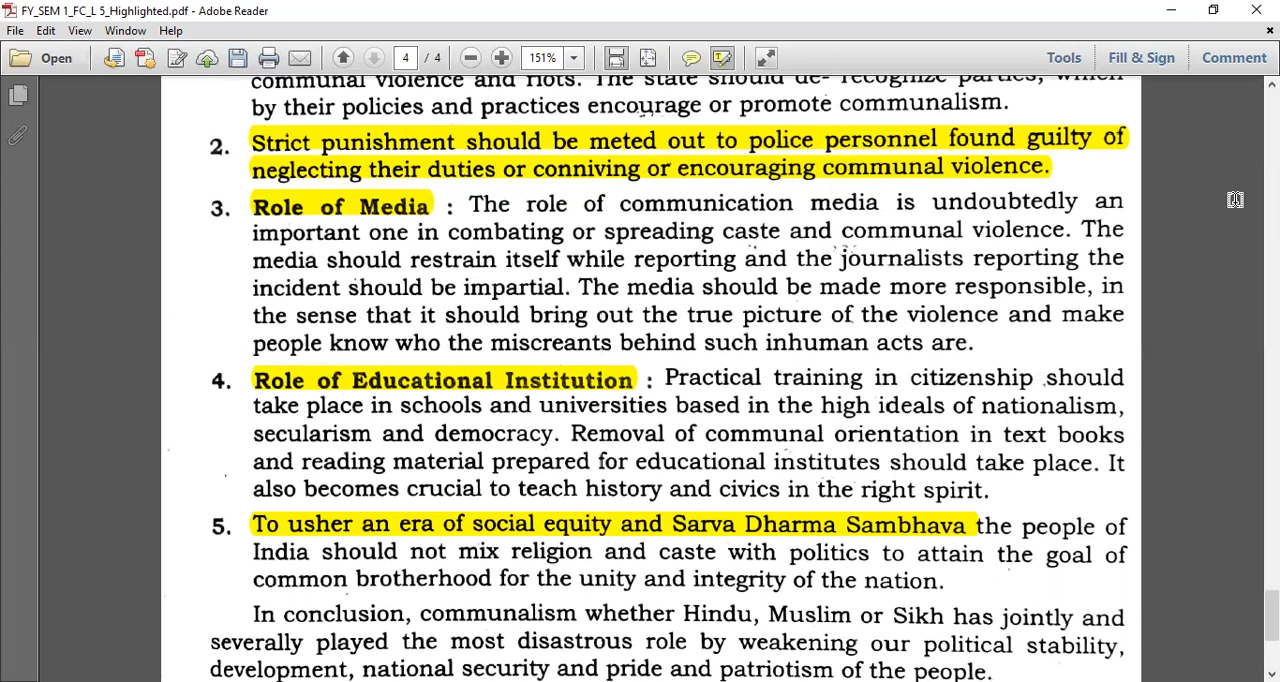 FY_SEM 1_FC_L 5_Highlighted.pdf - Adobe Reader
File Edit View Window Help
Open 4 / 4 151% Tools Fill & Sign Comment
communal violence and riots. The state should de- recognize parties, which
by their policies and practices encourage or promote communalism.
2. Strict punishment should be meted out to police personnel found guilty of
neglecting their duties or conniving or encouraging communal violence.
3. Role of Media : The role of communication media is undoubtedly an
important one in combating or spreading caste and communal violence. The
media should restrain itself while reporting and the journalists reporting the
incident should be impartial. The media should be made more responsible, in
the sense that it should bring out the true picture of the violence and make
people know who the miscreants behind such inhuman acts are.
4. Role of Educational Institution : Practical training in citizenship should
take place in schools and universities based in the high ideals of nationalism,
secularism and democracy. Removal of communal orientation in text books
and reading material prepared for educational institutes should take place. It
also becomes crucial to teach history and civics in the right spirit.
5. To usher an era of social equity and Sarva Dharma Sambhava the people of
India should not mix religion and caste with politics to attain the goal of
common brotherhood for the unity and integrity of the nation.
In conclusion, communalism whether Hindu, Muslim or Sikh has jointly and
severally played the most disastrous role by weakening our political stability,
development, national security and pride and patriotism of the people.